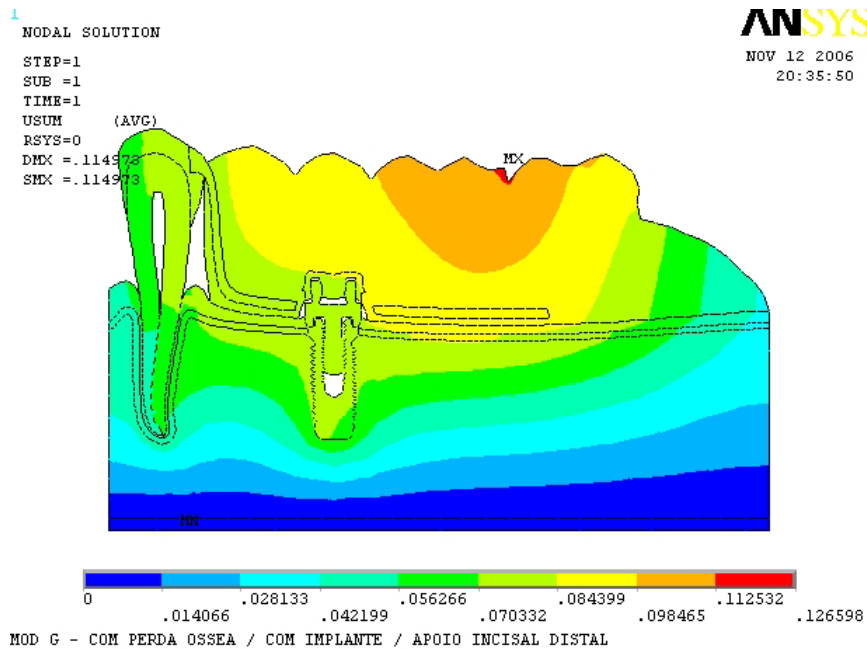 1
NODAL SOLUTION
STEP=1
SUB =1
TIME=1
USUM (AVG)
RSYS=0
DMX =.114973
SMX =.114973
ANSYS
NOV 12 2006
20:35:50
MX
MN
0 .028133 .056266 .084399 .112532
.014066 .042199 .070332 .098465 .126598
MOD G - COM PERDA OSSEA / COM IMPLANTE / APOIO INCISAL DISTAL